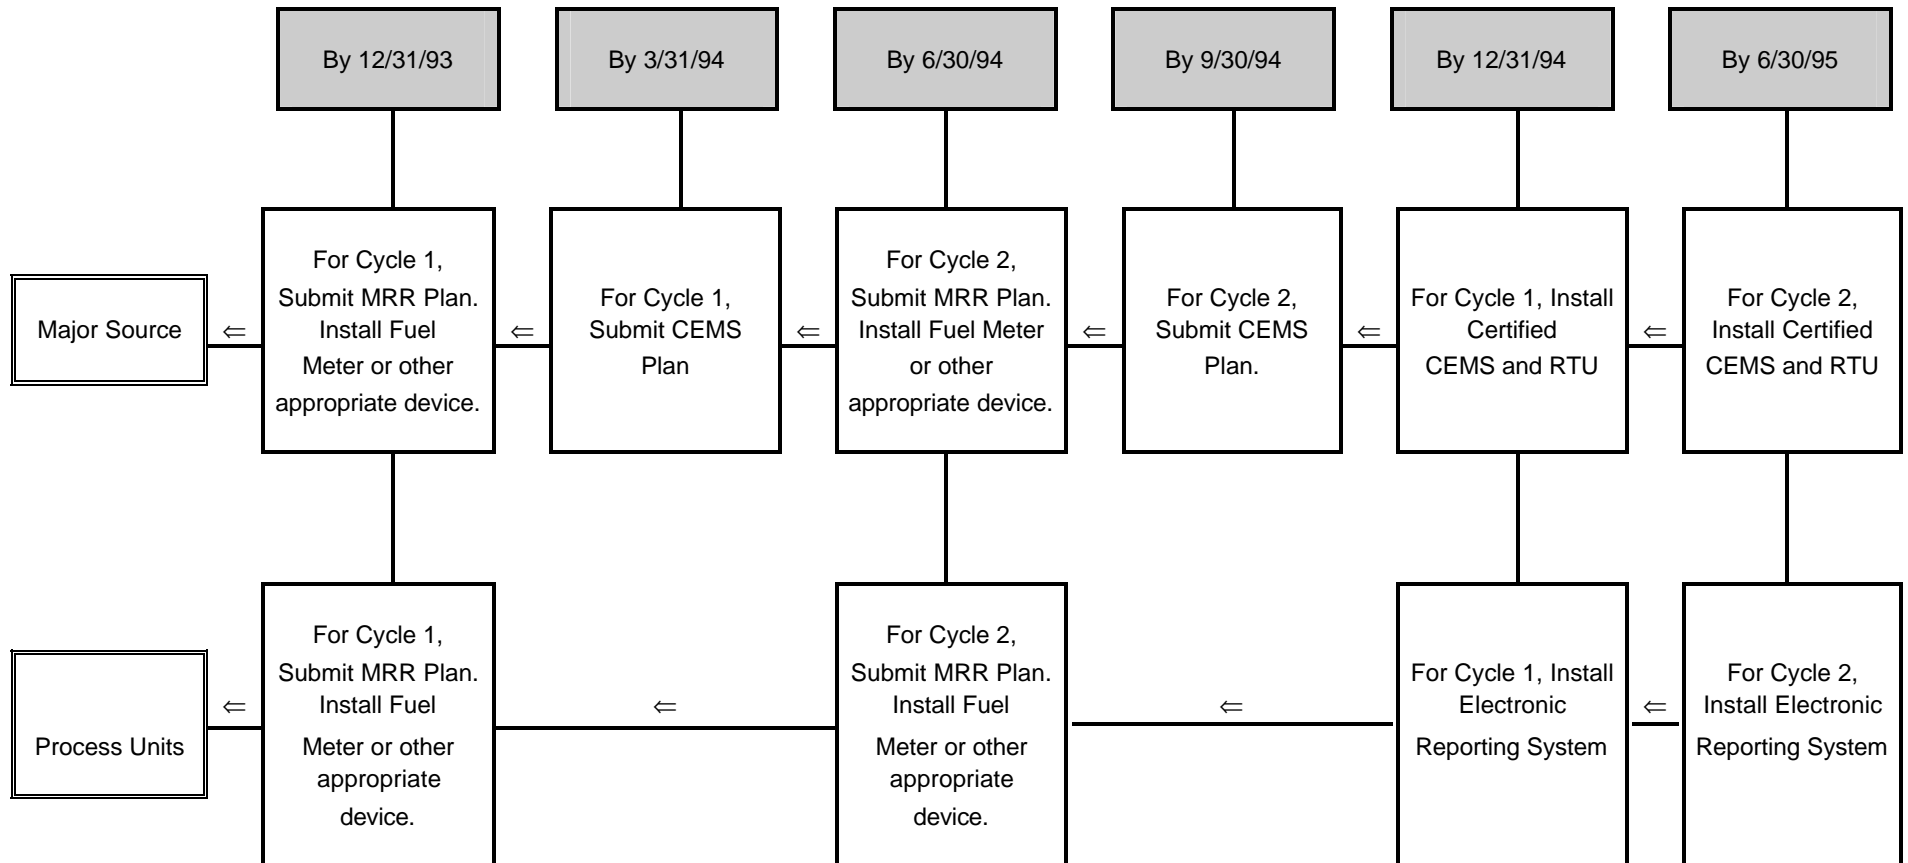 By 12/31/93
By 3/31/94
By 6/30/94
By 9/30/94
By 12/31/94
By 6/30/95
Major Source
⇐
For Cycle 1,
Submit MRR Plan.
Install Fuel
Meter or other
appropriate device.
⇐
For Cycle 1,
Submit CEMS
Plan
⇐
For Cycle 2,
Submit MRR Plan.
Install Fuel Meter
or other
appropriate device.
⇐
For Cycle 2,
Submit CEMS
Plan.
⇐
For Cycle 1, Install
Certified
CEMS and RTU
⇐
For Cycle 2,
Install Certified
CEMS and RTU
Process Units
⇐
For Cycle 1,
Submit MRR Plan.
Install Fuel
Meter or other
appropriate
device.
⇐
For Cycle 2,
Submit MRR Plan.
Install Fuel
Meter or other
appropriate
device.
⇐
For Cycle 1, Install
Electronic
Reporting System
⇐
For Cycle 2,
Install Electronic
Reporting System